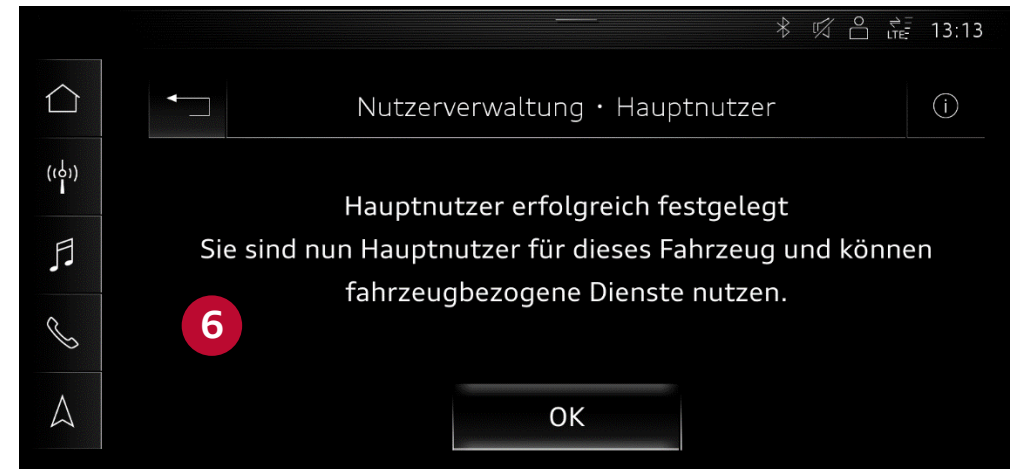 LTE 13:13
Nutzerverwaltung · Hauptnutzer
Hauptnutzer erfolgreich festgelegt
Sie sind nun Hauptnutzer für dieses Fahrzeug und können
fahrzeugbezogene Dienste nutzen.
6
OK